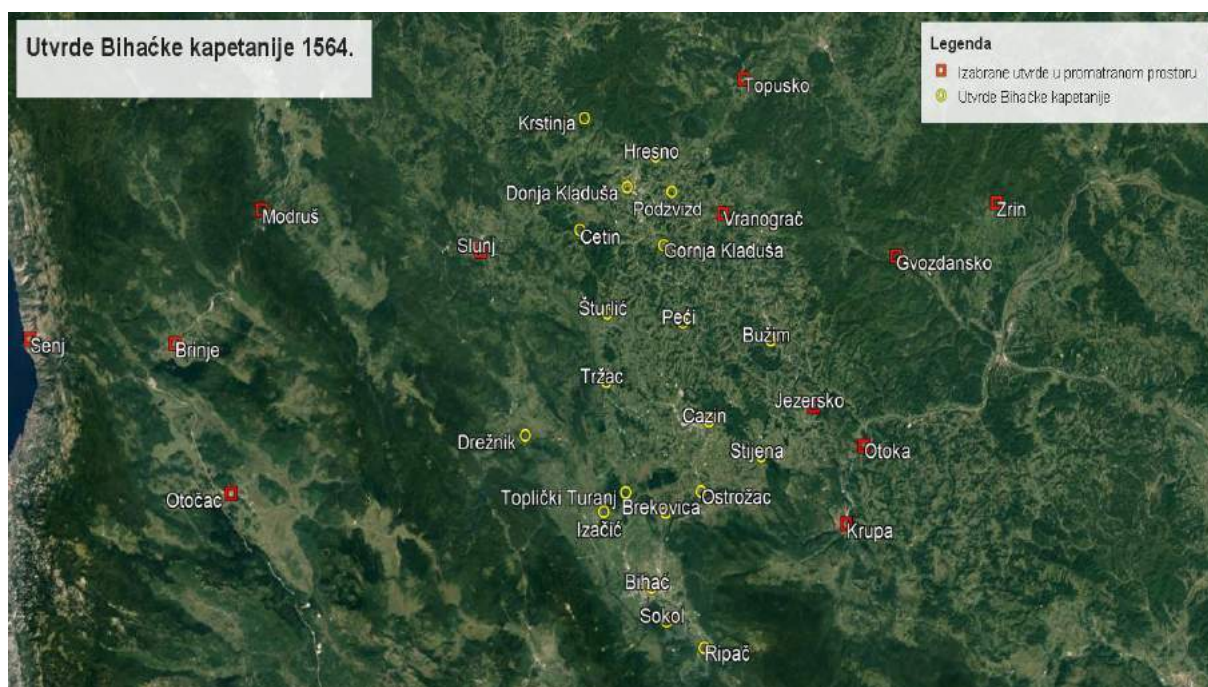 Utvrde Bihaćke kapetanije 1564.
Legenda
Izabrane utvrde u promatranom prostoru
Utvrde Bihaćke kapetanije
Topusko
Krstinja
Hresno
Donja Kladuša
Podzvizd
Zrin
Modruš
Vranograč
Cetin
Slunj
Gornja Kladuša
Gvozdansko
Šturlić
Peći
Bužim
Senj
Brinje
Tržac
Jezersko
Cazin
Drežnik
Stijena
Otoka
Otočac
Toplički Turanj
Ostrožac
Brekovica
Izačić
Krupa
Bihać
Sokol
Ripač